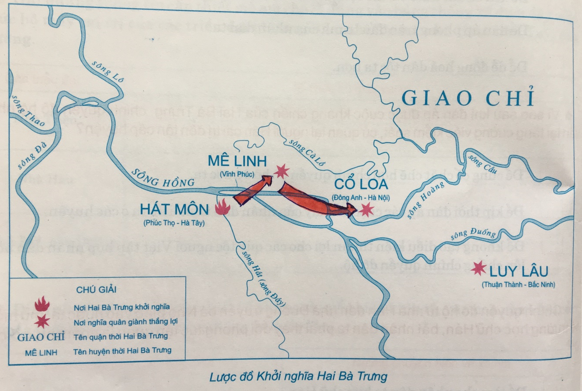 sông Lô
GIAO CHỈ
sông Thao
sông Đà
sông Cà Lồ
sông Cầu
MÊ LINH
(Vĩnh Phúc)
SÔNG HỒNG
CỔ LOA
(Đông Anh - Hà Nội)
sông Hoàng
HÁT MÔN
(Phúc Thọ - Hà Tây)
sông Đuống
sông Hát (sông Đáy)
LUY LÂU
(Thuận Thành - Bắc Ninh)
CHÚ GIẢI
Nơi Hai Bà Trưng khởi nghĩa
Nơi nghĩa quân giành thắng lợi
GIAO CHỈ Tên quận thời Hai Bà Trưng
MÊ LINH Tên huyện thời Hai Bà Trưng
Lược đồ Khởi nghĩa Hai Bà Trưng